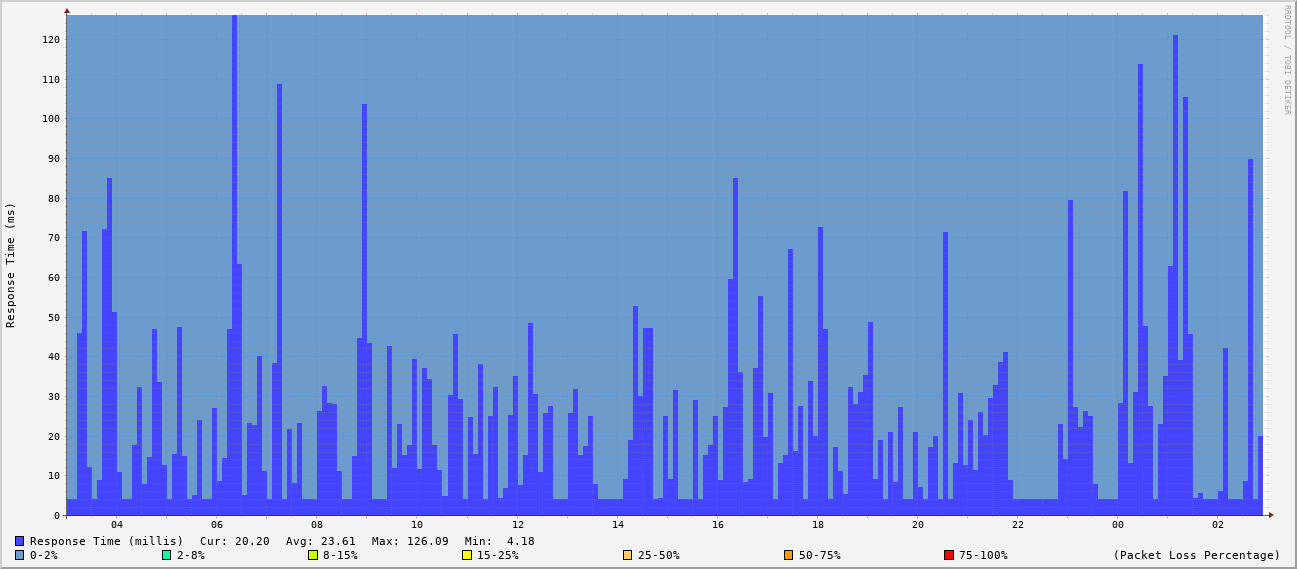 RRDTOOL / TOBI OETIKER
Response Time (ms)
120
110
100
90
80
70
60
50
40
30
20
10
0
04 06 08 10 12 14 16 18 20 22 00 02
Response Time (millis) Cur: 20.20 Avg: 23.61 Max: 126.09 Min: 4.18
0-2% 2-8% 8-15% 15-25% 25-50% 50-75% 75-100% (Packet Loss Percentage)